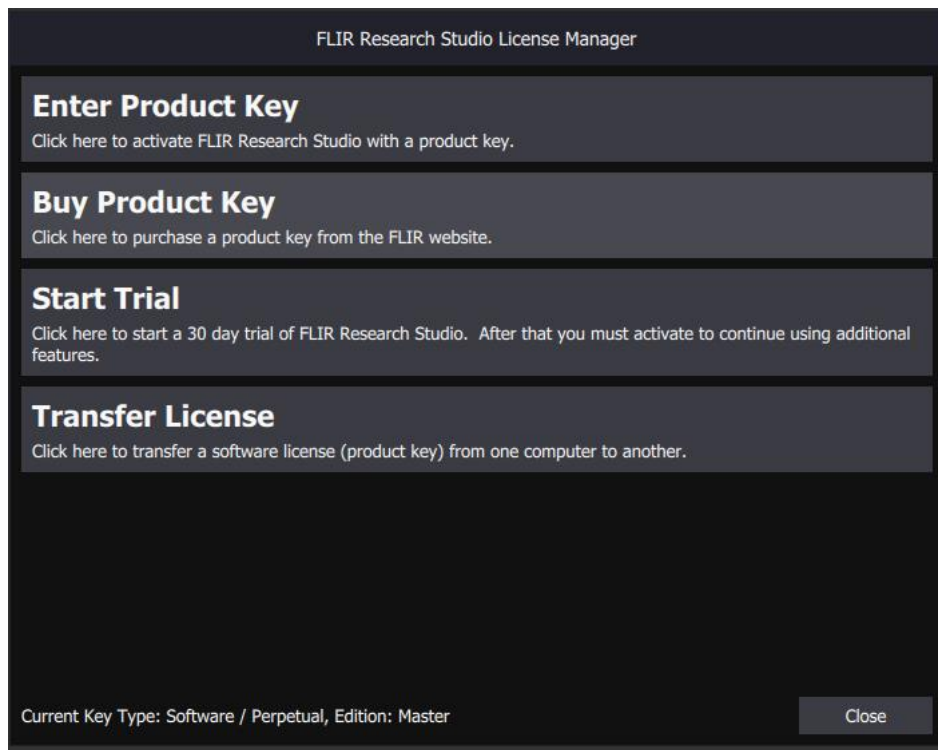 FLIR Research Studio License Manager
Enter Product Key
Click here to activate FLIR Research Studio with a product key.
Buy Product Key
Click here to purchase a product key from the FLIR website.
Start Trial
Click here to start a 30 day trial of FLIR Research Studio.  After that you must activate to continue using additional
features.
Transfer License
Click here to transfer a software license (product key) from one computer to another.
Current Key Type: Software / Perpetual, Edition: Master
Close